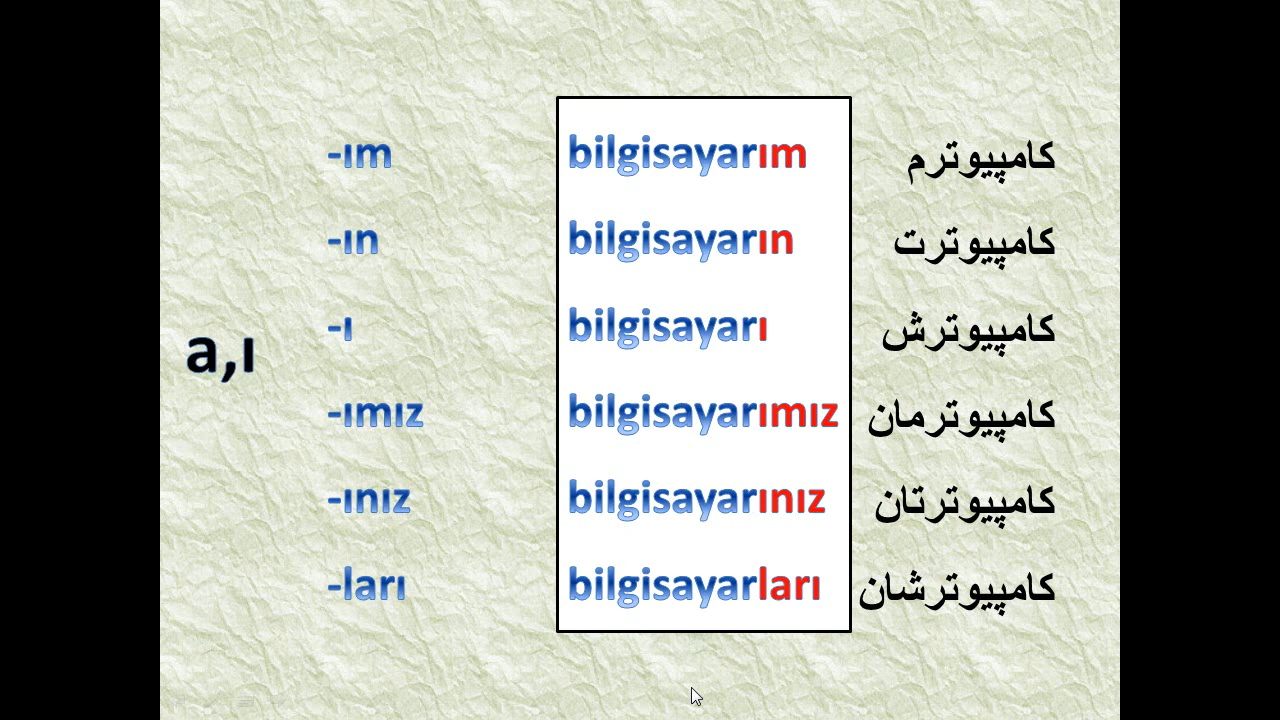 -ım bilgisayarım کامپیوترم
-ın bilgisayarın کامپیوترت
-ı bilgisayarı کامپیوترش
a,ı
-ımız bilgisayarımız کامپیوترمان
-ınız bilgisayarınız کامپیوترتان
-ları bilgisayarları کامپیوترشان